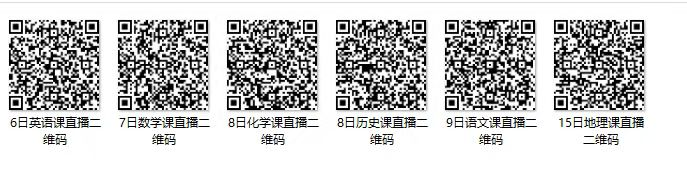 6日英语课直播二
维码
7日数学课直播二
维码
8日化学课直播二
维码
8日历史课直播二
维码
9日语文课直播二
维码
15日地理课直播
二维码